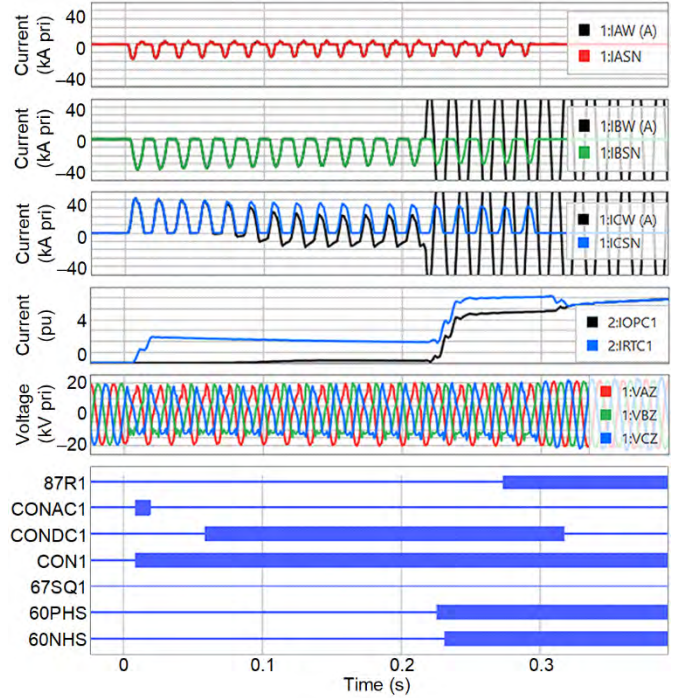 Current
(kA pri)
40
0
−40
1:IAW (A)
1:IASN
Current
(kA pri)
40
0
−40
1:IBW (A)
1:IBSN
Current
(kA pri)
40
0
−40
1:ICW (A)
1:ICSN
Current
(pu)
4
0
2:IOPC1
2:IRTC1
Voltage
(kV pri)
20
0
−20
1:VAZ
1:VBZ
1:VCZ
87R1
CONAC1
CONDC1
CON1
67SQ1
60PHS
60NHS
0 0.1 0.2 0.3
Time (s)